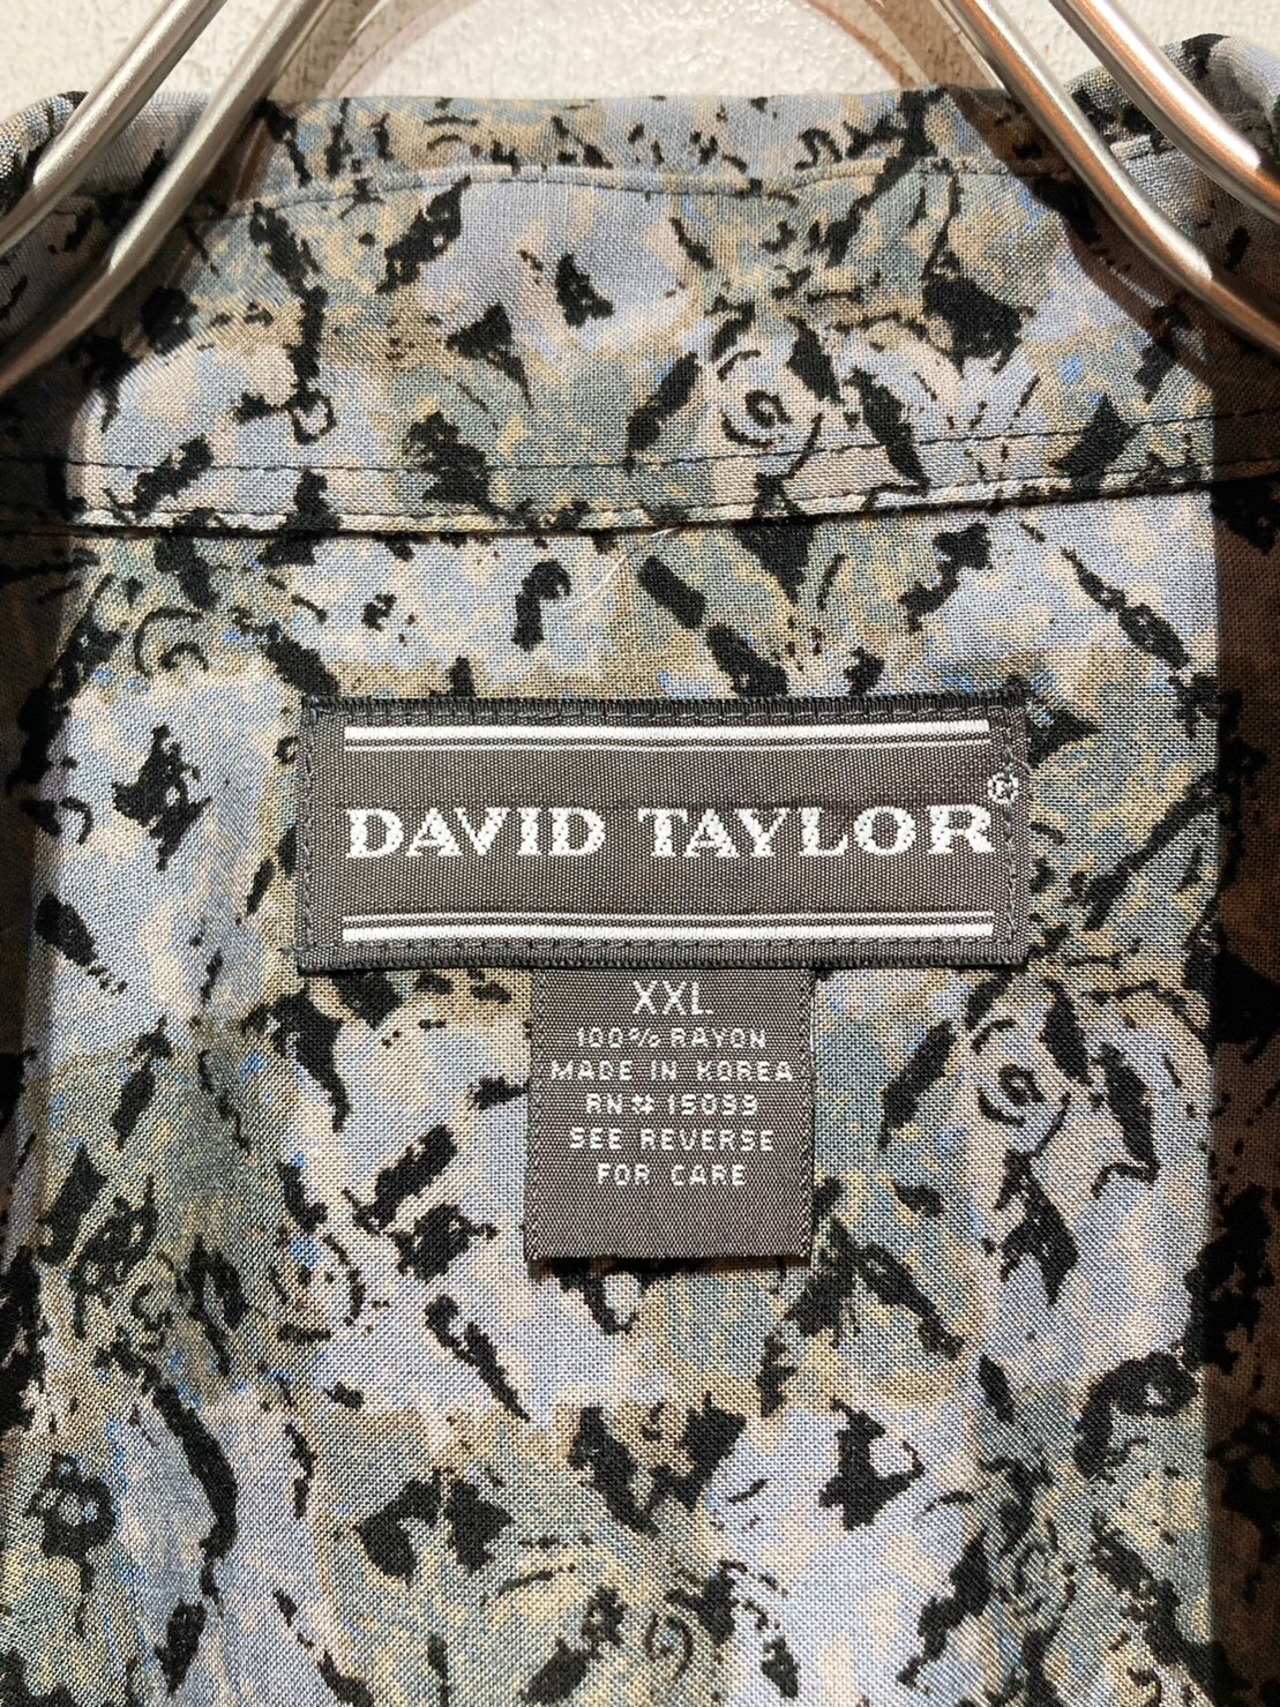 DAVID TAYLOR®
XXL
100% RAYON
MADE IN KOREA
RN # 15099
SEE REVERSE
FOR CARE